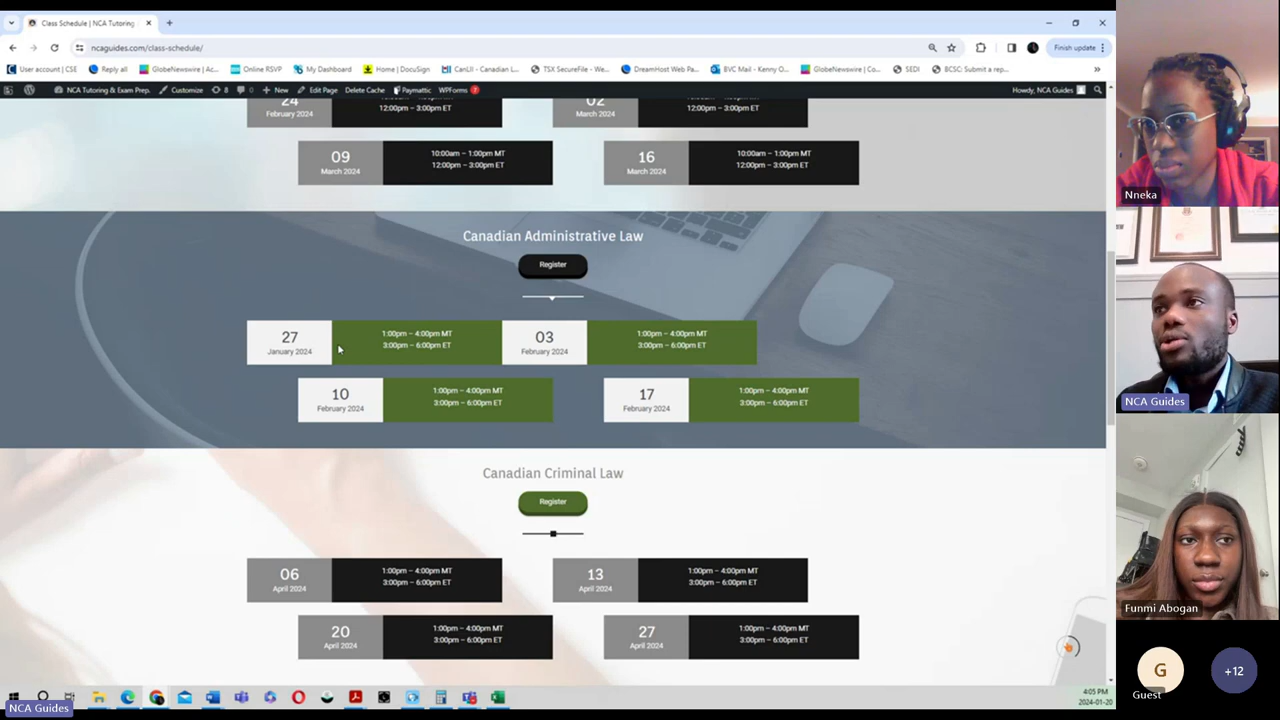 Class Schedule | NCA Tutoring
ncaguides.com/class-schedule/
Finish update
User account | CSE
Reply all
GlobeNewswire | Ac...
Online RSVP
My Dashboard
Home | DocuSign
CanLII - Canadian L...
TSX SecureFile - We...
DreamHost Web Pa...
BVC Mail - Kenny O...
GlobeNewswire | Co...
SEDI
BCSC: Submit a rep...
NCA Tutoring & Exam Prep.
Customize
8
0
New
Edit Page
Delete Cache
Paymattic
WPForms
Howdy, NCA Guides
24
February 2024
12:00pm – 3:00pm ET
02
March 2024
12:00pm – 3:00pm ET
09
March 2024
10:00am – 1:00pm MT
12:00pm – 3:00pm ET
16
March 2024
10:00am – 1:00pm MT
12:00pm – 3:00pm ET
Canadian Administrative Law
Register
27
January 2024
1:00pm – 4:00pm MT
3:00pm – 6:00pm ET
03
February 2024
1:00pm – 4:00pm MT
3:00pm – 6:00pm ET
10
February 2024
1:00pm – 4:00pm MT
3:00pm – 6:00pm ET
17
February 2024
1:00pm – 4:00pm MT
3:00pm – 6:00pm ET
Canadian Criminal Law
Register
06
April 2024
1:00pm – 4:00pm MT
3:00pm – 6:00pm ET
13
April 2024
1:00pm – 4:00pm MT
3:00pm – 6:00pm ET
20
April 2024
1:00pm – 4:00pm MT
3:00pm – 6:00pm ET
27
April 2024
1:00pm – 4:00pm MT
3:00pm – 6:00pm ET
4:05 PM
2024-01-20
NCA Guides
Nneka
NCA Guides
Funmi Abogan
G
Guest
+12